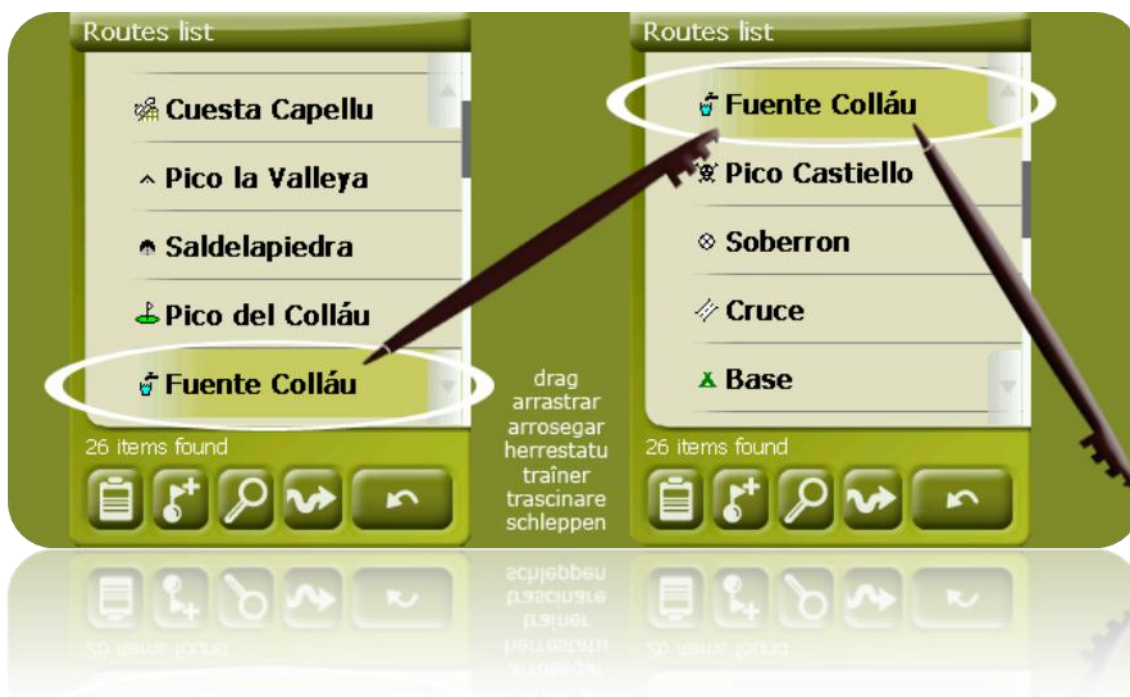 Routes list
Cuesta Capellu
Pico la Valleya
Saldelapiedra
Pico del Colláu
Fuente Colláu
26 items found
drag
arrastrar
arrosegar
herrestatu
traîner
trascinare
schleppen
Routes list
Fuente Colláu
Pico Castiello
Soberron
Cruce
Base
26 items found